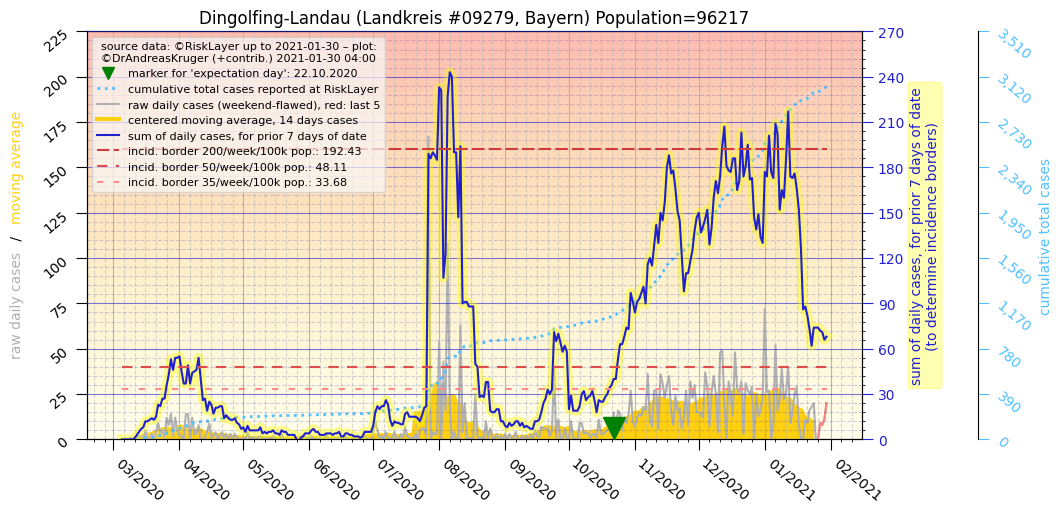 Dingolfing-Landau (Landkreis #09279, Bayern) Population=96217
source data: ©RiskLayer up to 2021-01-30 – plot:
©DrAndreasKruger (+contrib.) 2021-01-30 04:00
marker for 'expectation day': 22.10.2020
cumulative total cases reported at RiskLayer
raw daily cases (weekend-flawed), red: last 5
centered moving average, 14 days cases
sum of daily cases, for prior 7 days of date
incid. border 200/week/100k pop.: 192.43
incid. border 50/week/100k pop.: 48.11
incid. border 35/week/100k pop.: 33.68
raw daily cases / moving average
225
200
175
150
125
100
75
50
25
0
03/2020
04/2020
05/2020
06/2020
07/2020
08/2020
09/2020
10/2020
11/2020
12/2020
01/2021
02/2021
270
240
210
180
150
120
90
60
30
0
sum of daily cases, for prior 7 days of date
(to determine incidence borders)
3,510
3,120
2,730
2,340
1,950
1,560
1,170
780
390
0
cumulative total cases